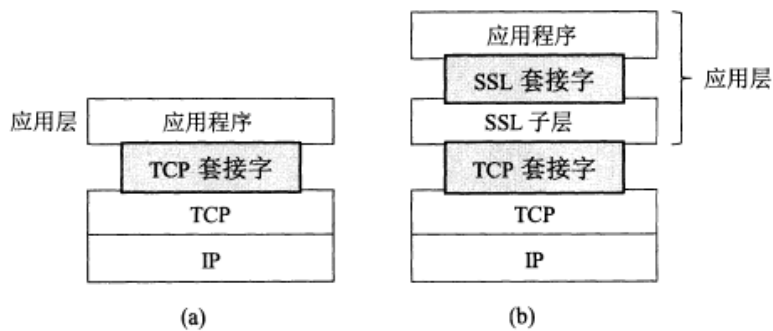 应用层
应用程序
TCP 套接字
TCP
IP
(a)
应用程序
SSL 套接字
SSL 子层
TCP 套接字
TCP
IP
应用层
(b)